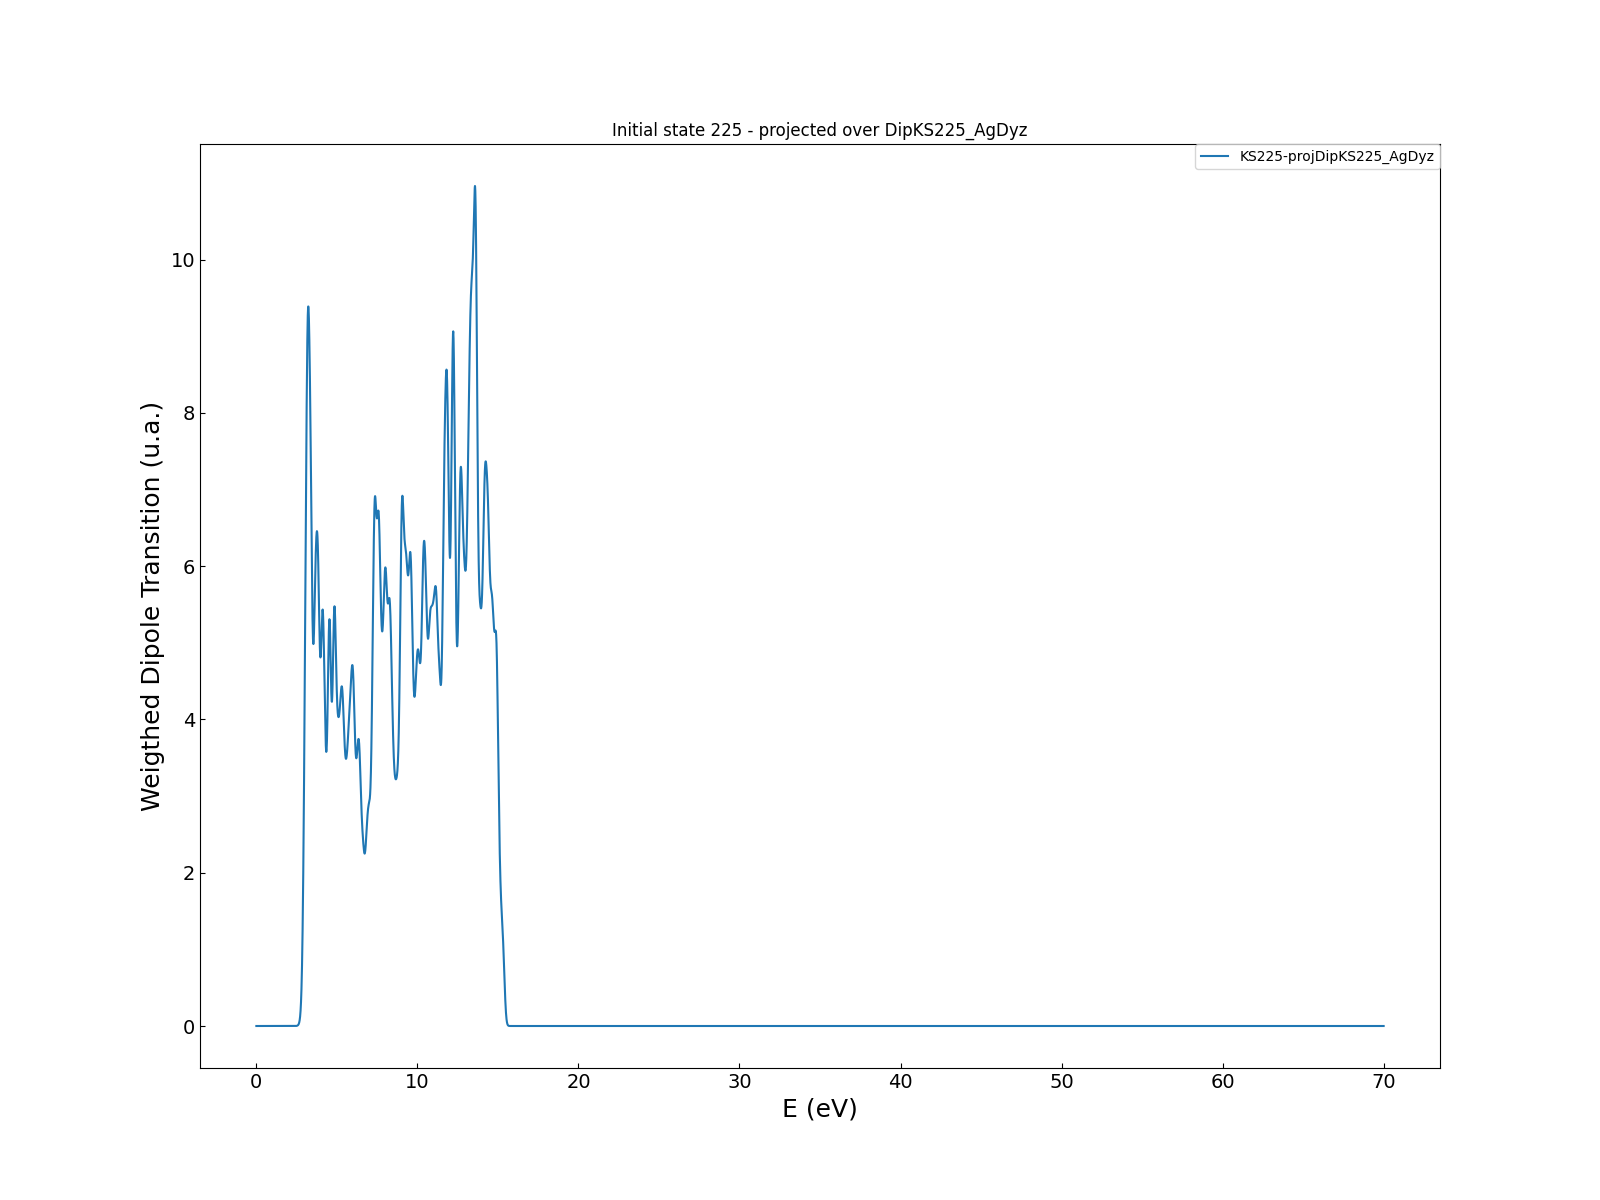 Initial state 225 - projected over DipKS225_AgDyz
KS225-projDipKS225_AgDyz
Weigthed Dipole Transition (u.a.)
10
8
6
4
2
0
0 10 20 30 40 50 60 70
E (eV)